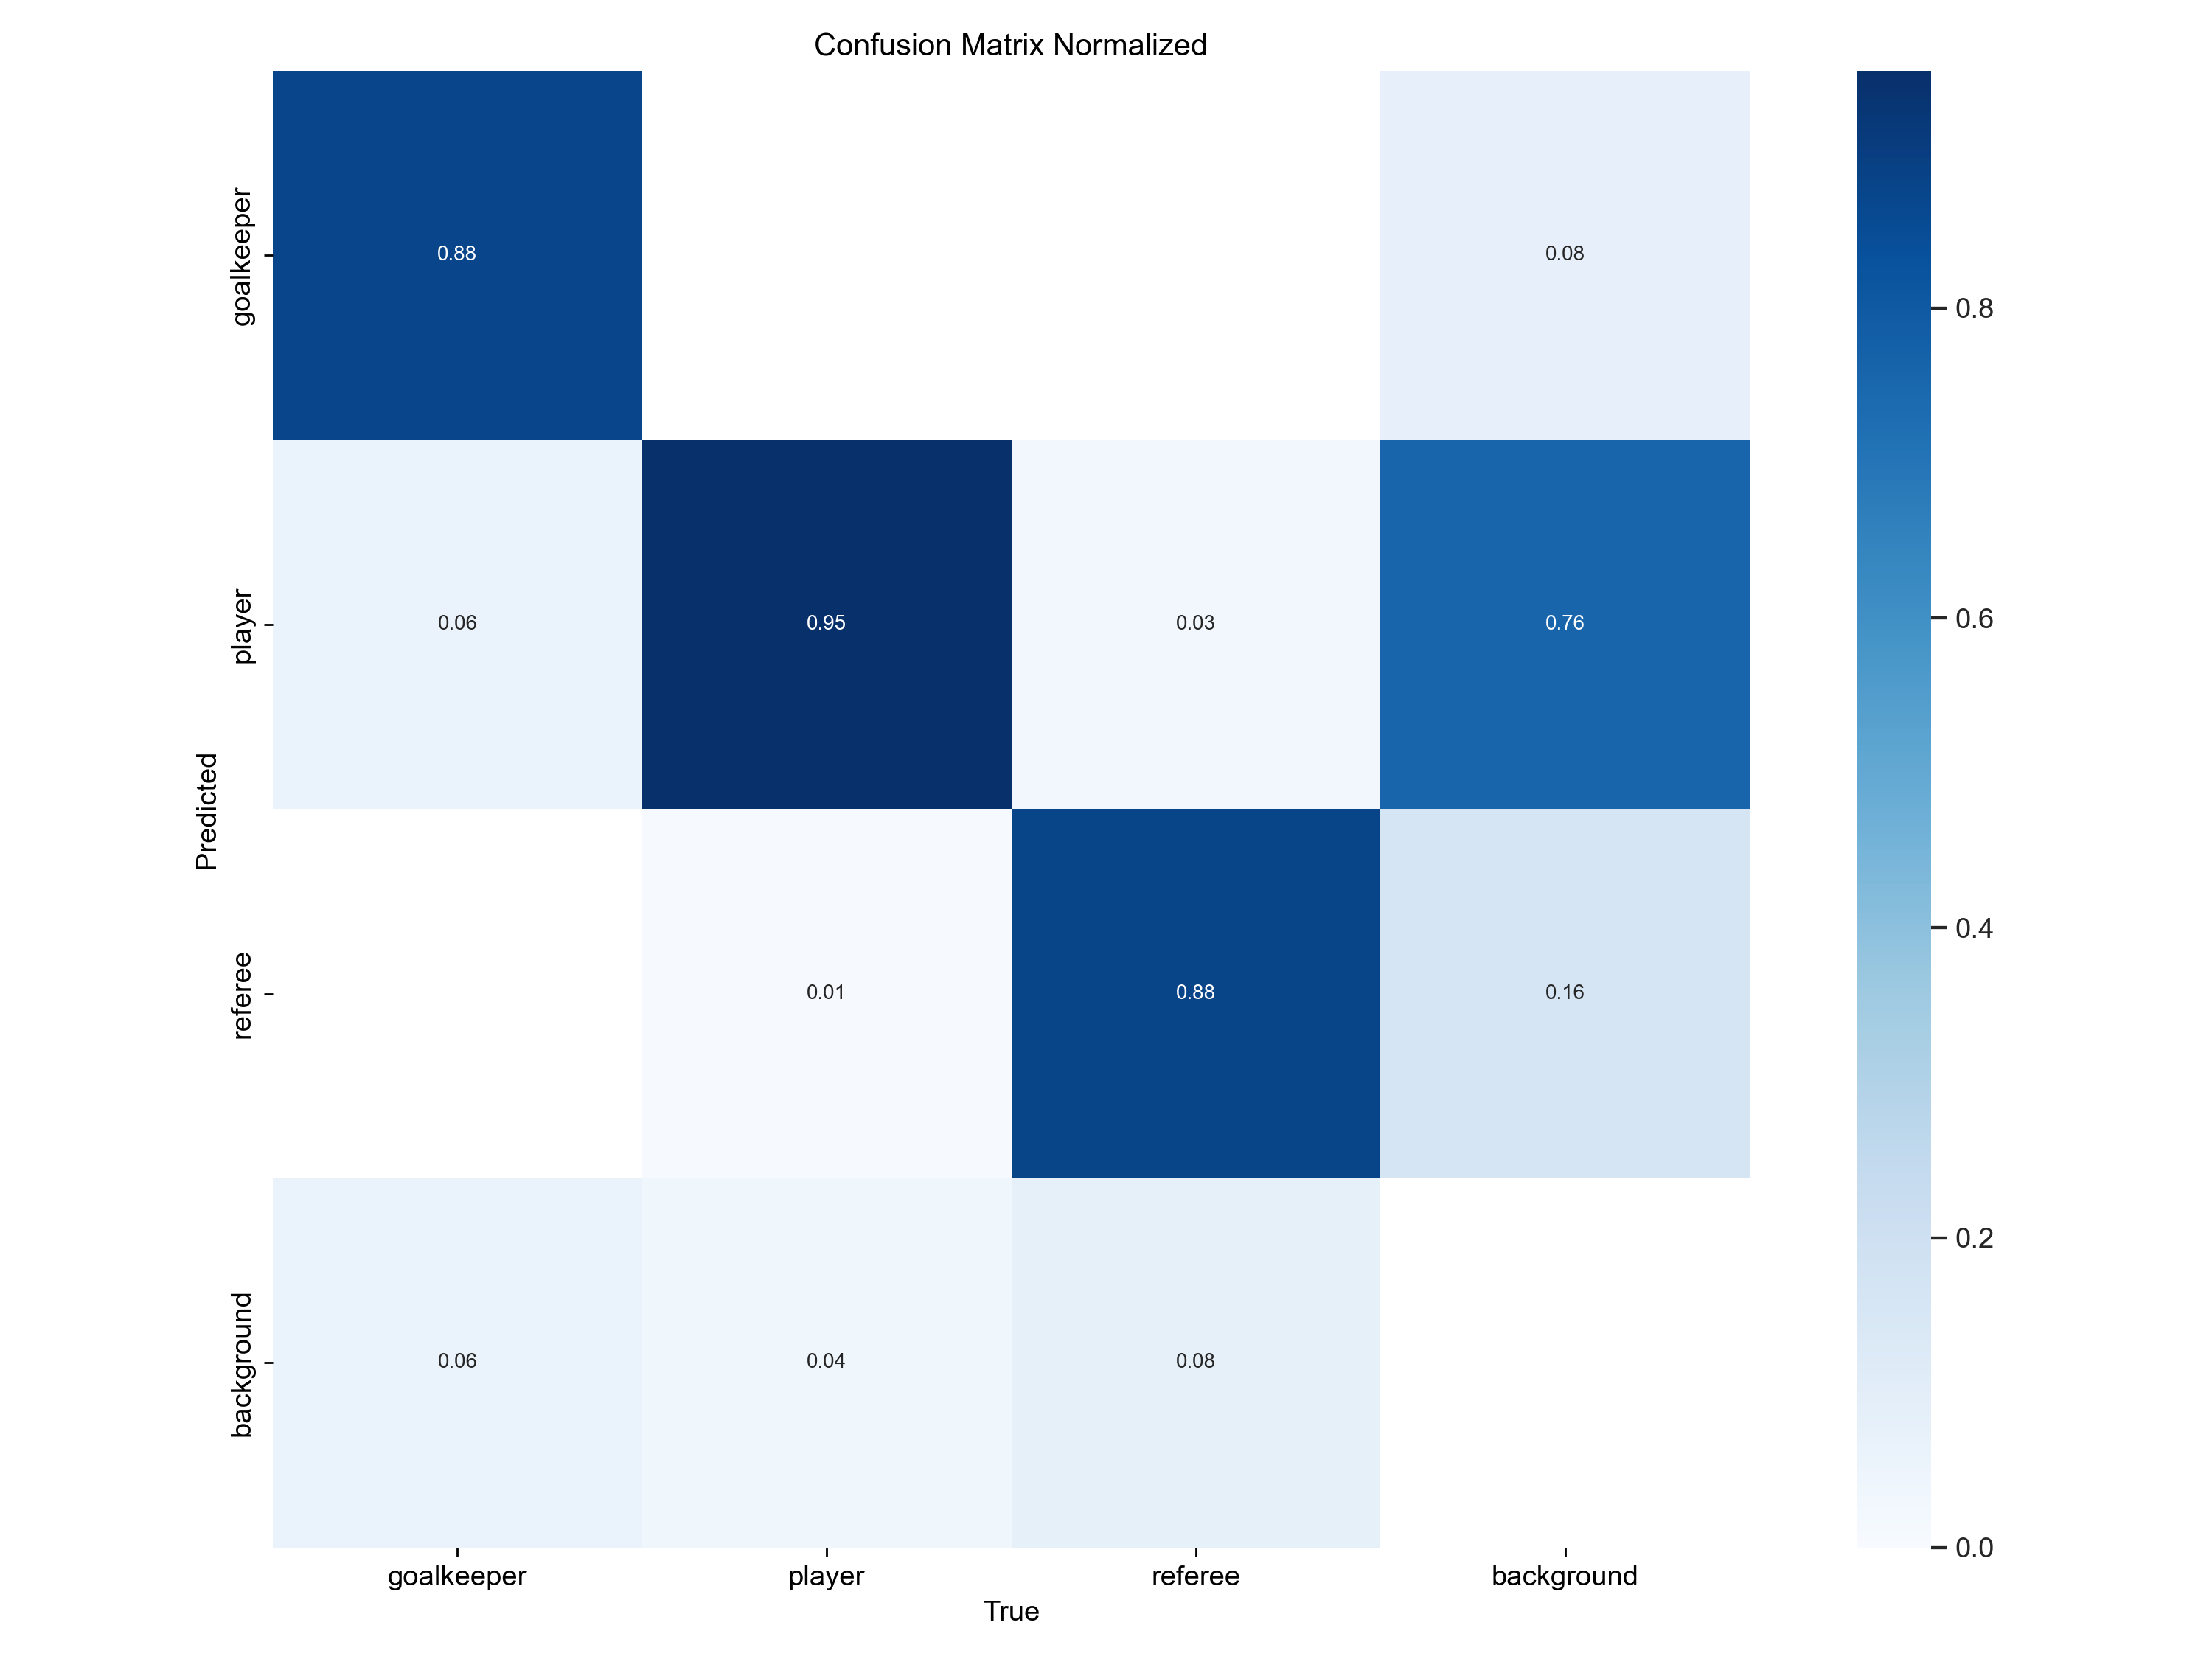 Confusion Matrix Normalized
goalkeeper
0.88
0.08
player
0.06
0.95
0.03
0.76
referee
0.01
0.88
0.16
background
0.06
0.04
0.08
Predicted
goalkeeper
player
referee
background
True
0.8
0.6
0.4
0.2
0.0